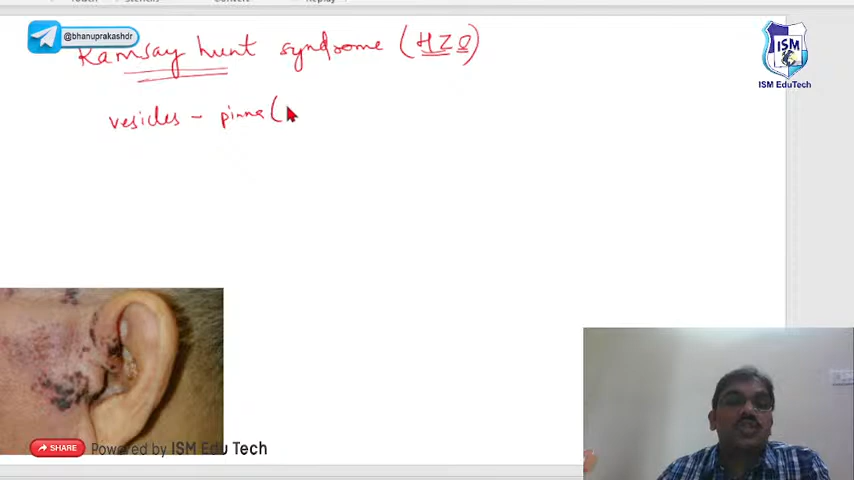 @bhanuprakashdr
Ramsay hunt syndrome (HZO)
ISM
ISM EduTech
vesicles - pinna (
SHARE
Powered by ISM Edu Tech